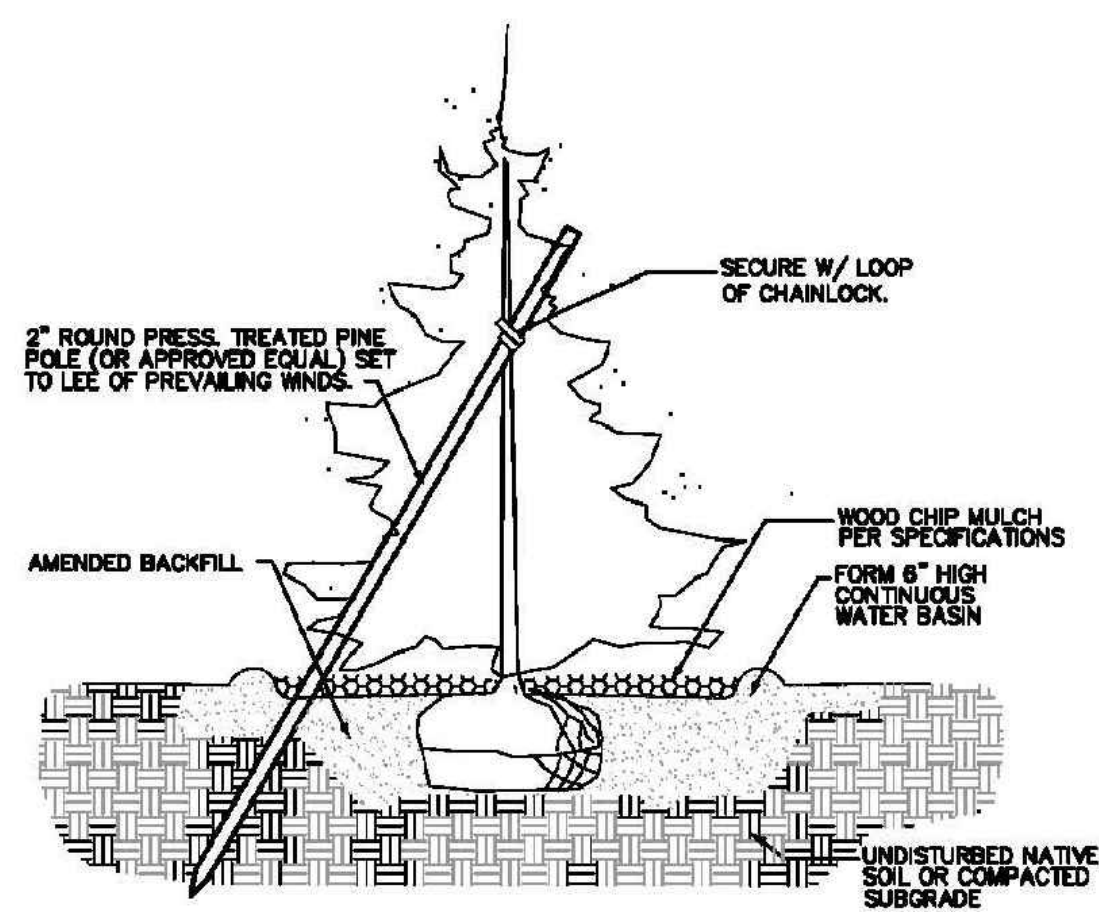 SECURE W/ LOOP
OF CHAINLOCK.
2" ROUND PRESS. TREATED PINE
POLE (OR APPROVED EQUAL) SET
TO LEE OF PREVAILING WINDS.
WOOD CHIP MULCH
PER SPECIFICATIONS
AMENDED BACKFILL
FORM 6" HIGH
CONTINUOUS
WATER BASIN
UNDISTURBED NATIVE
SOIL OR COMPACTED
SUBGRADE